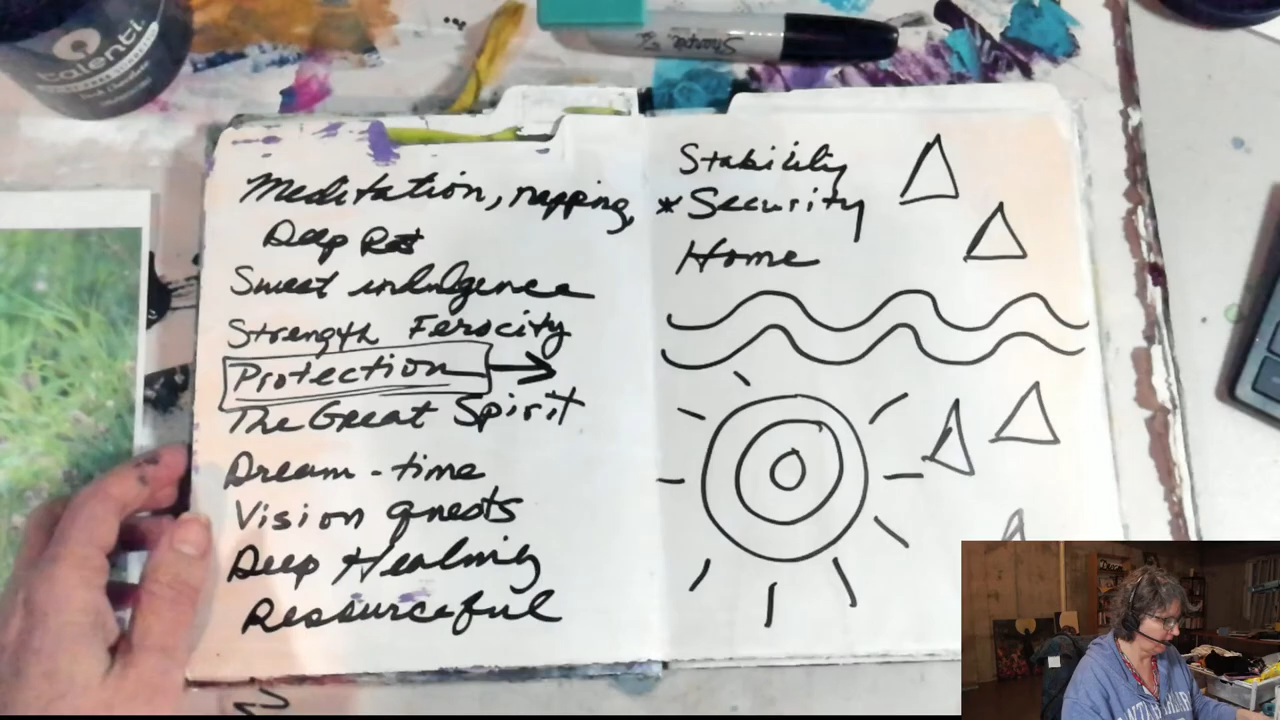 talenti
Sharpie
Meditation, napping,
Deep Rest
Sweet indulgence
Strength Ferocity
Protection →
The Great Spirit
Dream-time
Vision quests
Deep Healing
Resourceful
Stability
*Security
Home